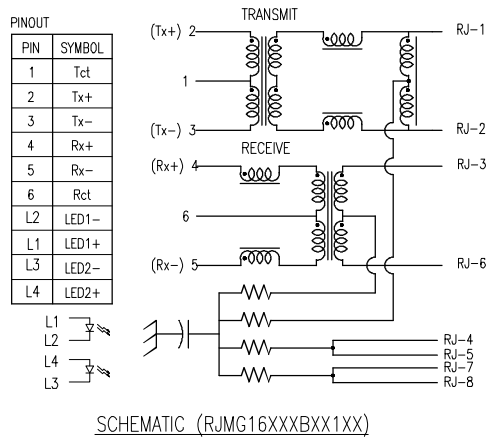 PINOUT
PIN SYMBOL
1 Tct
2 Tx+
3 Tx-
4 Rx+
5 Rx-
6 Rct
L2 LED1-
L1 LED1+
L3 LED2-
L4 LED2+
L1
L2
L4
L3
TRANSMIT
(Tx+) 2
1
(Tx-) 3
RJ-1
RJ-2
RECEIVE
(Rx+) 4
6
(Rx-) 5
RJ-3
RJ-6
RJ-4
RJ-5
RJ-7
RJ-8
SCHEMATIC (RJMG16XXXBXX1XX)